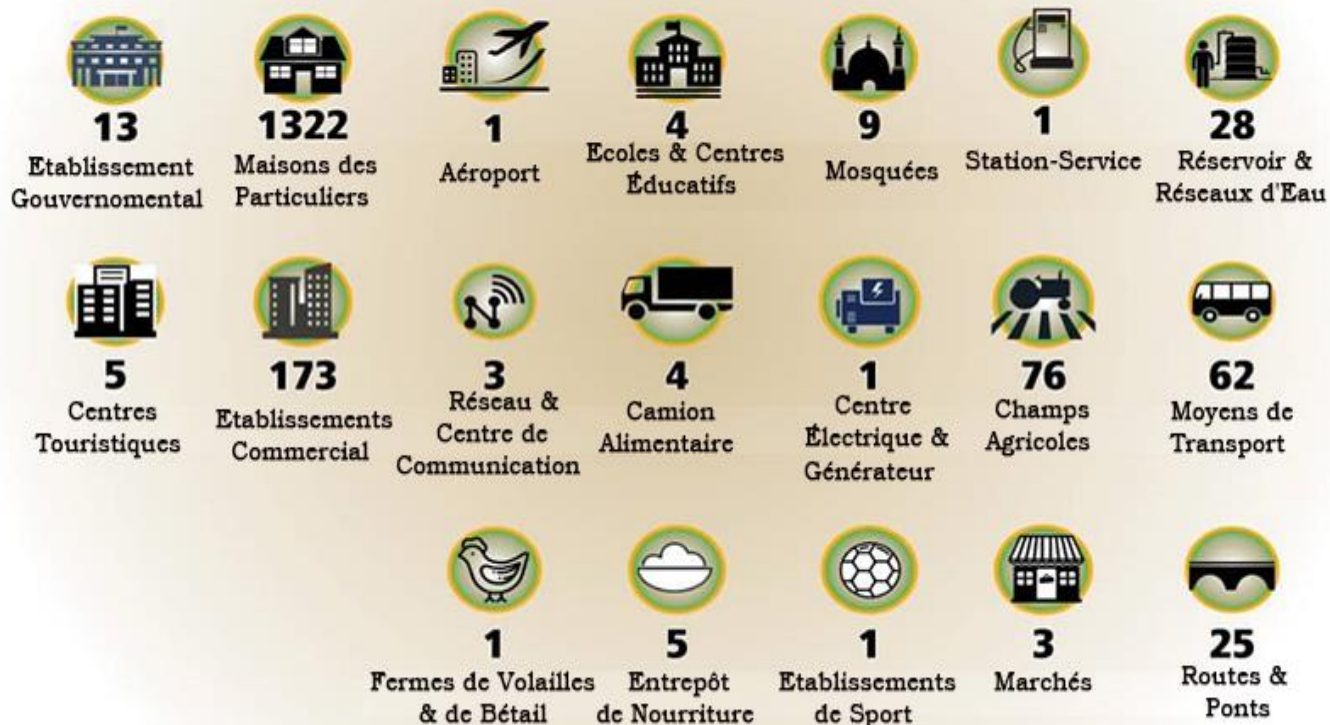 13
Etablissement
Gouvernomental
1322
Maisons des
Particuliers
1
Aéroport
4
Ecoles & Centres
Éducatifs
9
Mosquées
1
Station-Service
28
Réservoir &
Réseaux d'Eau
5
Centres
Touristiques
173
Etablissements
Commercial
3
Réseau &
Centre de
Communication
4
Camion
Alimentaire
1
Centre
Électrique &
Générateur
76
Champs
Agricoles
62
Moyens de
Transport
1
Fermes de Volailles
& de Bétail
5
Entrepôt
de Nourriture
1
Etablissements
de Sport
3
Marchés
25
Routes &
Ponts